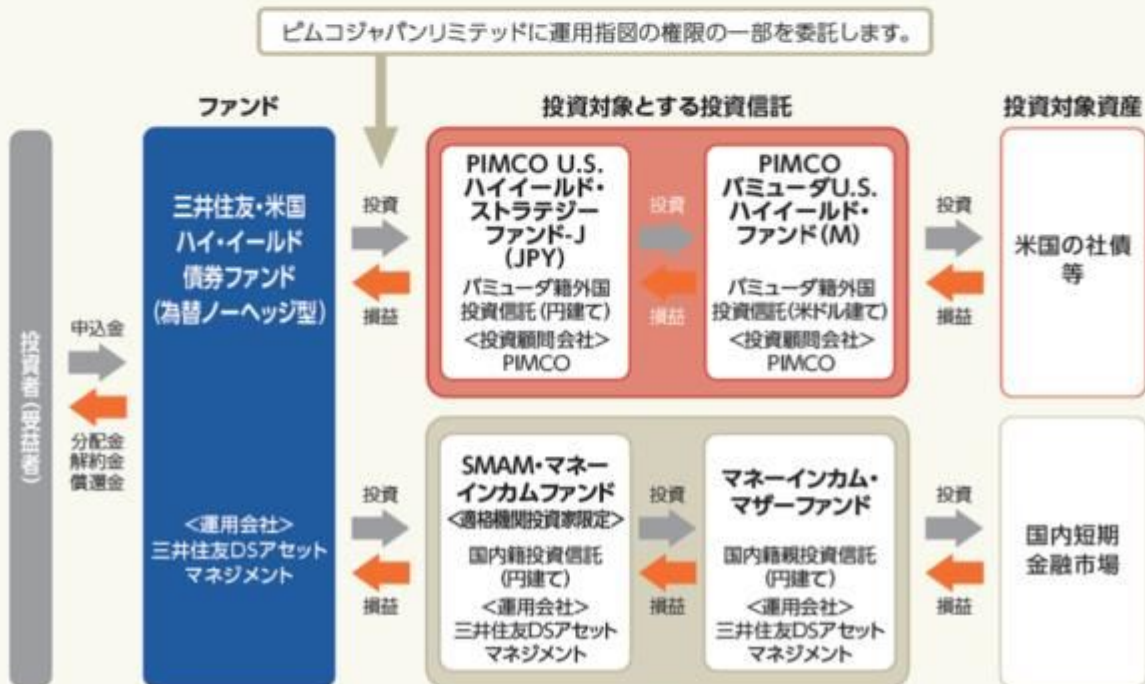 ピムコジャパンリミテッドに運用指図の権限の一部を委託します。
ファンド
投資対象とする投資信託
投資対象資産
投資者(受益者)
申込金
分配金
解約金
償還金
三井住友・米国
ハイ・イールド
債券ファンド
(為替ノーヘッジ型)
<運用会社>
三井住友DSアセット
マネジメント
投資
損益
PIMCO U.S.
ハイイールド・
ストラテジー
ファンド-J
(JPY)
バミューダ籍外国
投資信託(円建て)
<投資顧問会社>
PIMCO
投資
損益
PIMCO
バミューダU.S.
ハイイールド・
ファンド(M)
バミューダ籍外国
投資信託(米ドル建て)
<投資顧問会社>
PIMCO
投資
損益
米国の社債
等
投資
損益
SMAM・マネー
インカムファンド
<適格機関投資家限定>
国内籍投資信託
(円建て)
<運用会社>
三井住友DSアセット
マネジメント
投資
損益
マネーインカム・
マザーファンド
国内籍親投資信託
(円建て)
<運用会社>
三井住友DSアセット
マネジメント
投資
損益
国内短期
金融市場